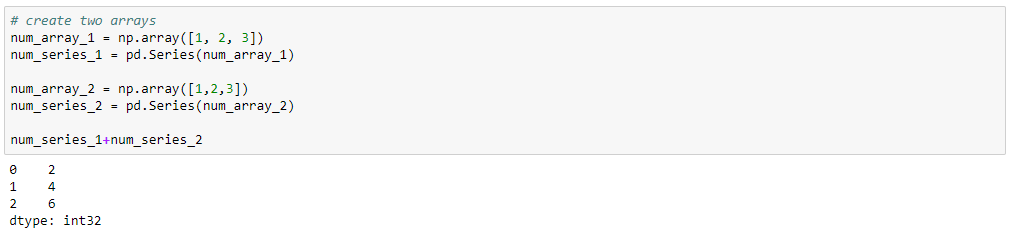 # create two arrays
num_array_1 = np.array([1, 2, 3])
num_series_1 = pd.Series(num_array_1)
num_array_2 = np.array([1,2,3])
num_series_2 = pd.Series(num_array_2)
num_series_1+num_series_2
0    2
1    4
2    6
dtype: int32